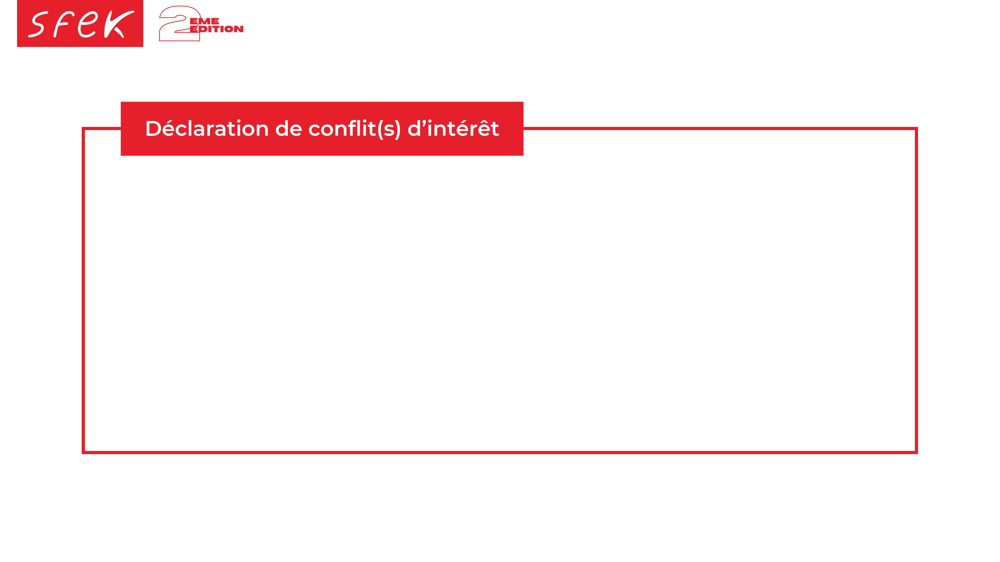 sfek
2
EME
EDITION
Déclaration de conflit(s) d’intérêt